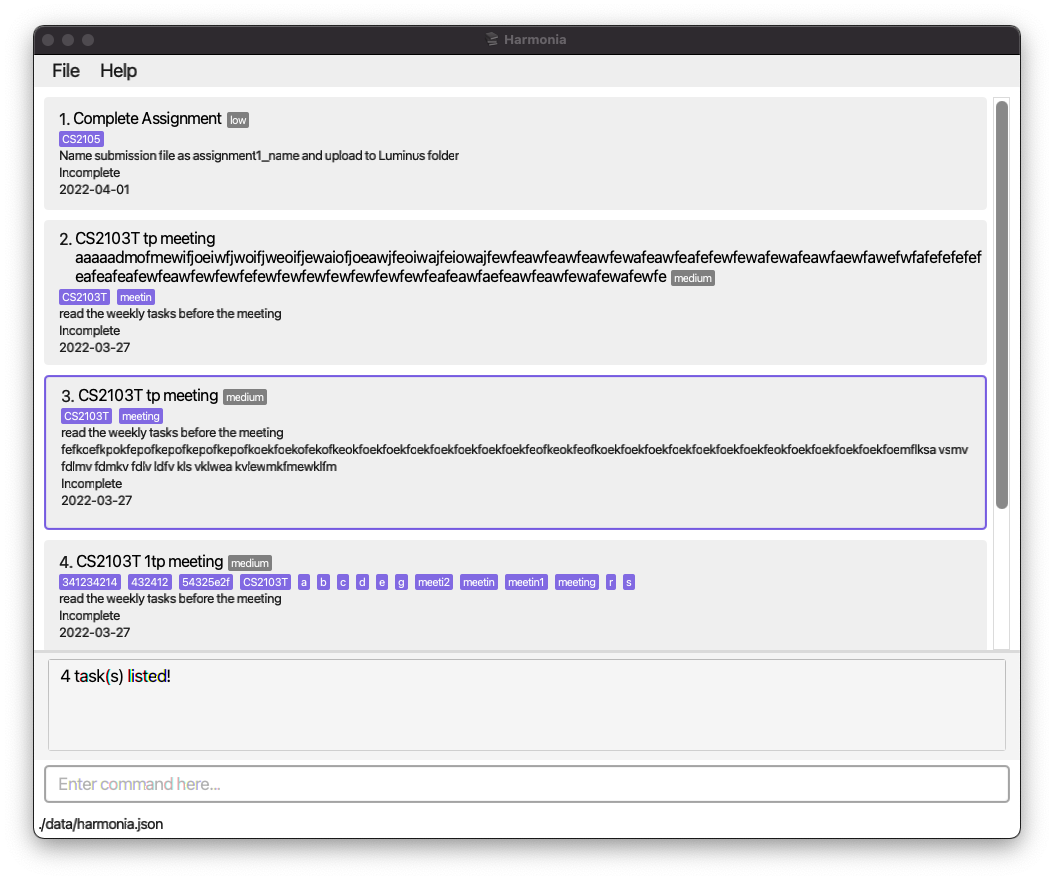 Harmonia
File Help
1. Complete Assignment low
CS2105
Name submission file as assignment1_name and upload to Luminus folder
Incomplete
2022-04-01
2. CS2103T tp meeting
medium
CS2103T meetin
read the weekly tasks before the meeting
Incomplete
2022-03-27
3. CS2103T tp meeting medium
CS2103T meeting
read the weekly tasks before the meeting
vsmv
fdlmv fdmkv fdlv ldfv kls vklwea kvlewmkfmewklfm
Incomplete
2022-03-27
4. CS2103T 1tp meeting medium
341234214 432412 54325e2f CS2103T a b c d e g meeti2 meetin meetin1 meeting r s
read the weekly tasks before the meeting
Incomplete
2022-03-27
4 task(s) listed!
Enter command here...
./data/harmonia.json